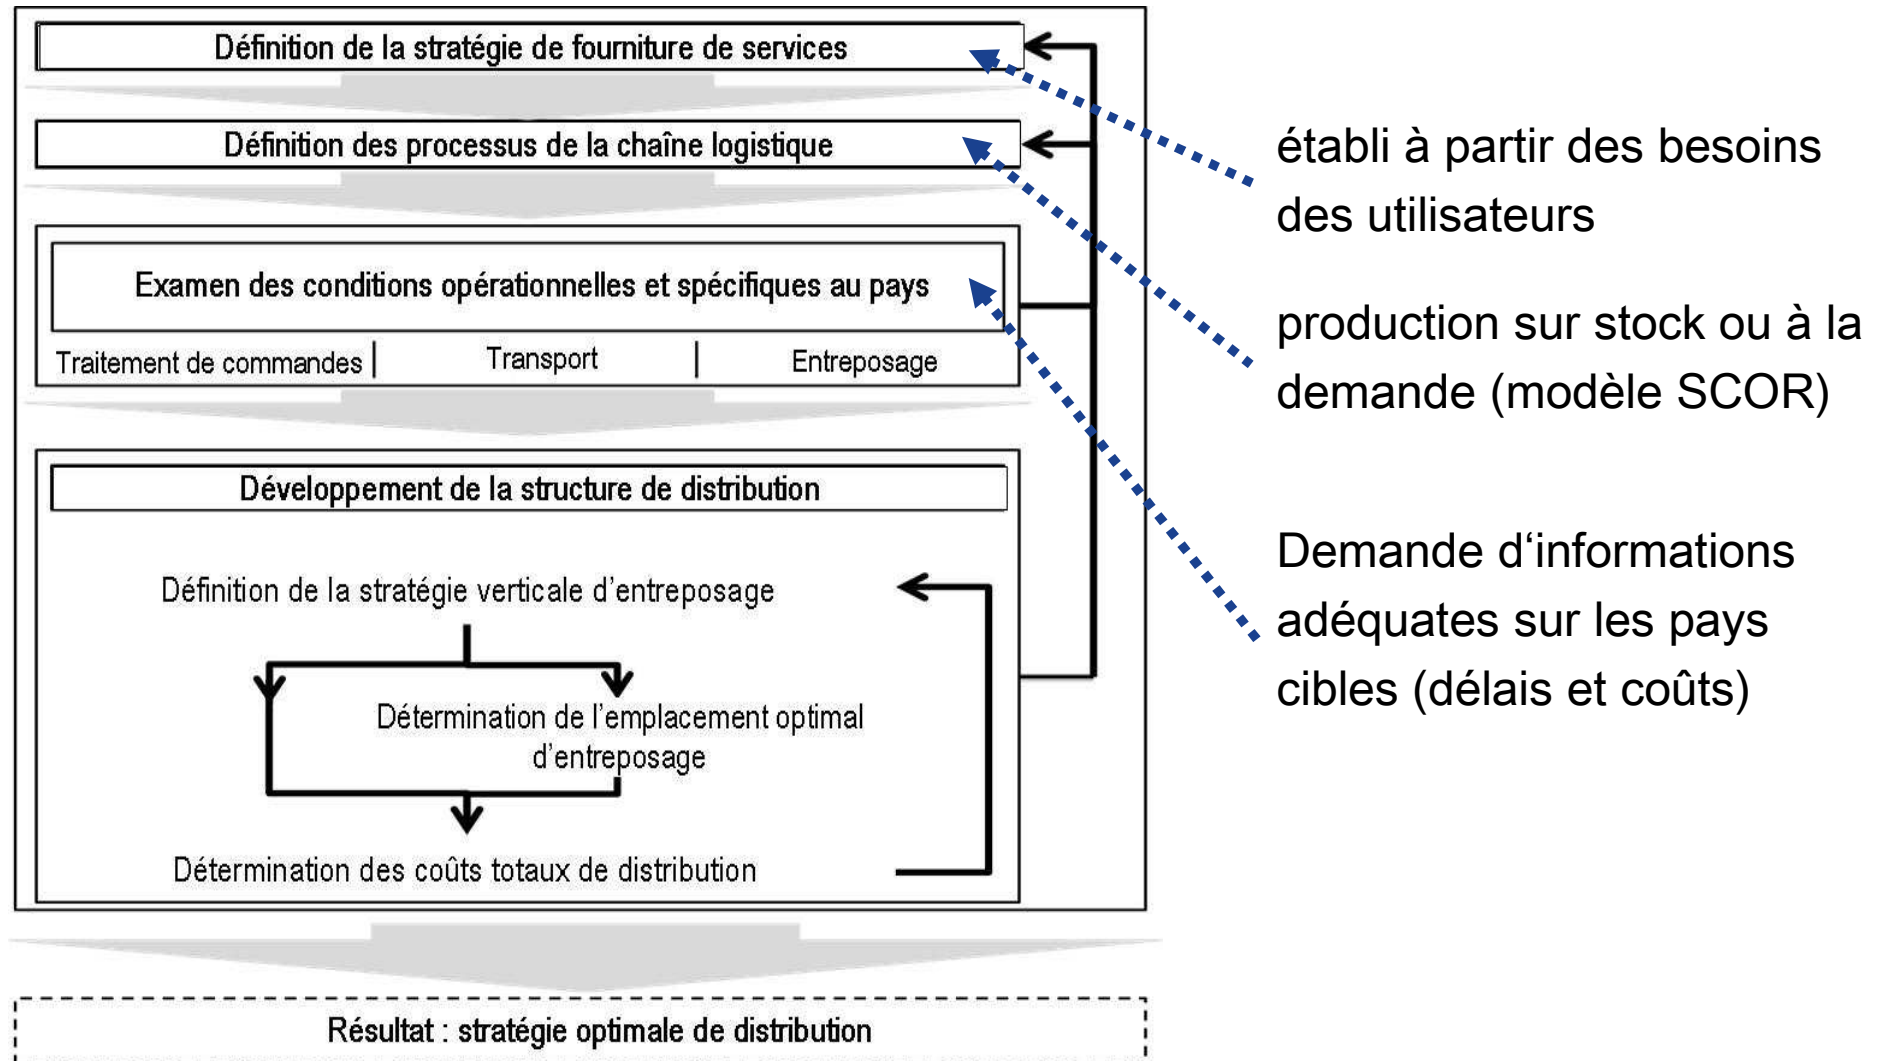 Définition de la stratégie de fourniture de services
Définition des processus de la chaîne logistique
Examen des conditions opérationnelles et spécifiques au pays
Traitement de commandes | Transport | Entreposage
Développement de la structure de distribution
Définition de la stratégie verticale d'entreposage
Détermination de l'emplacement optimal
d'entreposage
Détermination des coûts totaux de distribution
Résultat : stratégie optimale de distribution
établi à partir des besoins
des utilisateurs
production sur stock ou à la
demande (modèle SCOR)
Demande d‘informations
adéquates sur les pays
cibles (délais et coûts)